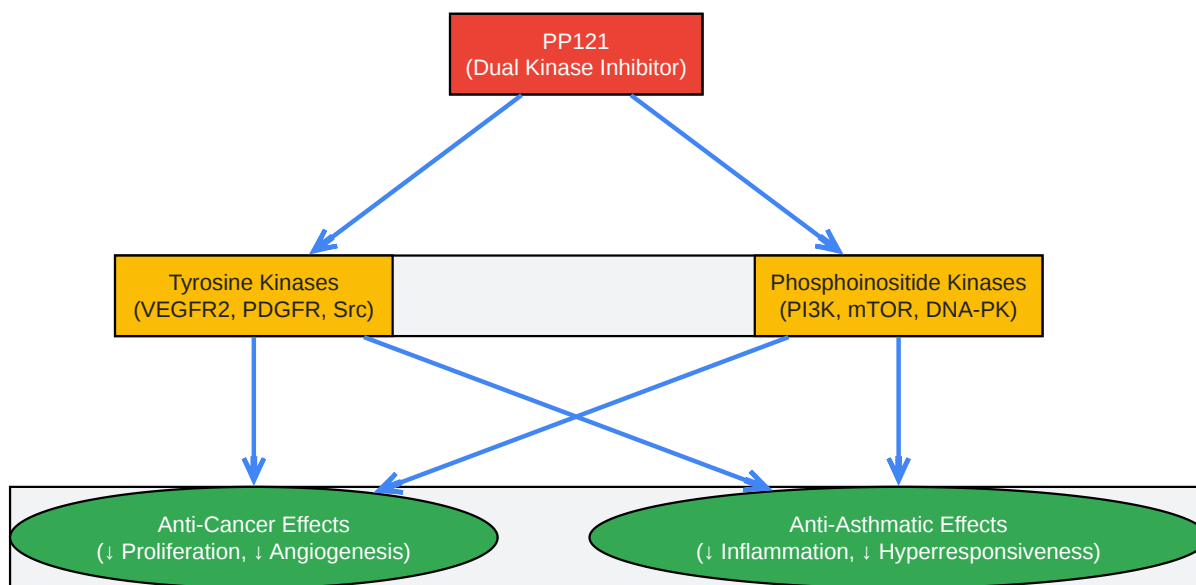 PP121
(Dual Kinase Inhibitor)
Tyrosine Kinases
(VEGFR2, PDGFR, Src)
Phosphoinositide Kinases
(PI3K, mTOR, DNA-PK)
Anti-Cancer Effects
(↓ Proliferation, ↓ Angiogenesis)
Anti-Asthmatic Effects
(↓ Inflammation, ↓ Hyperresponsiveness)